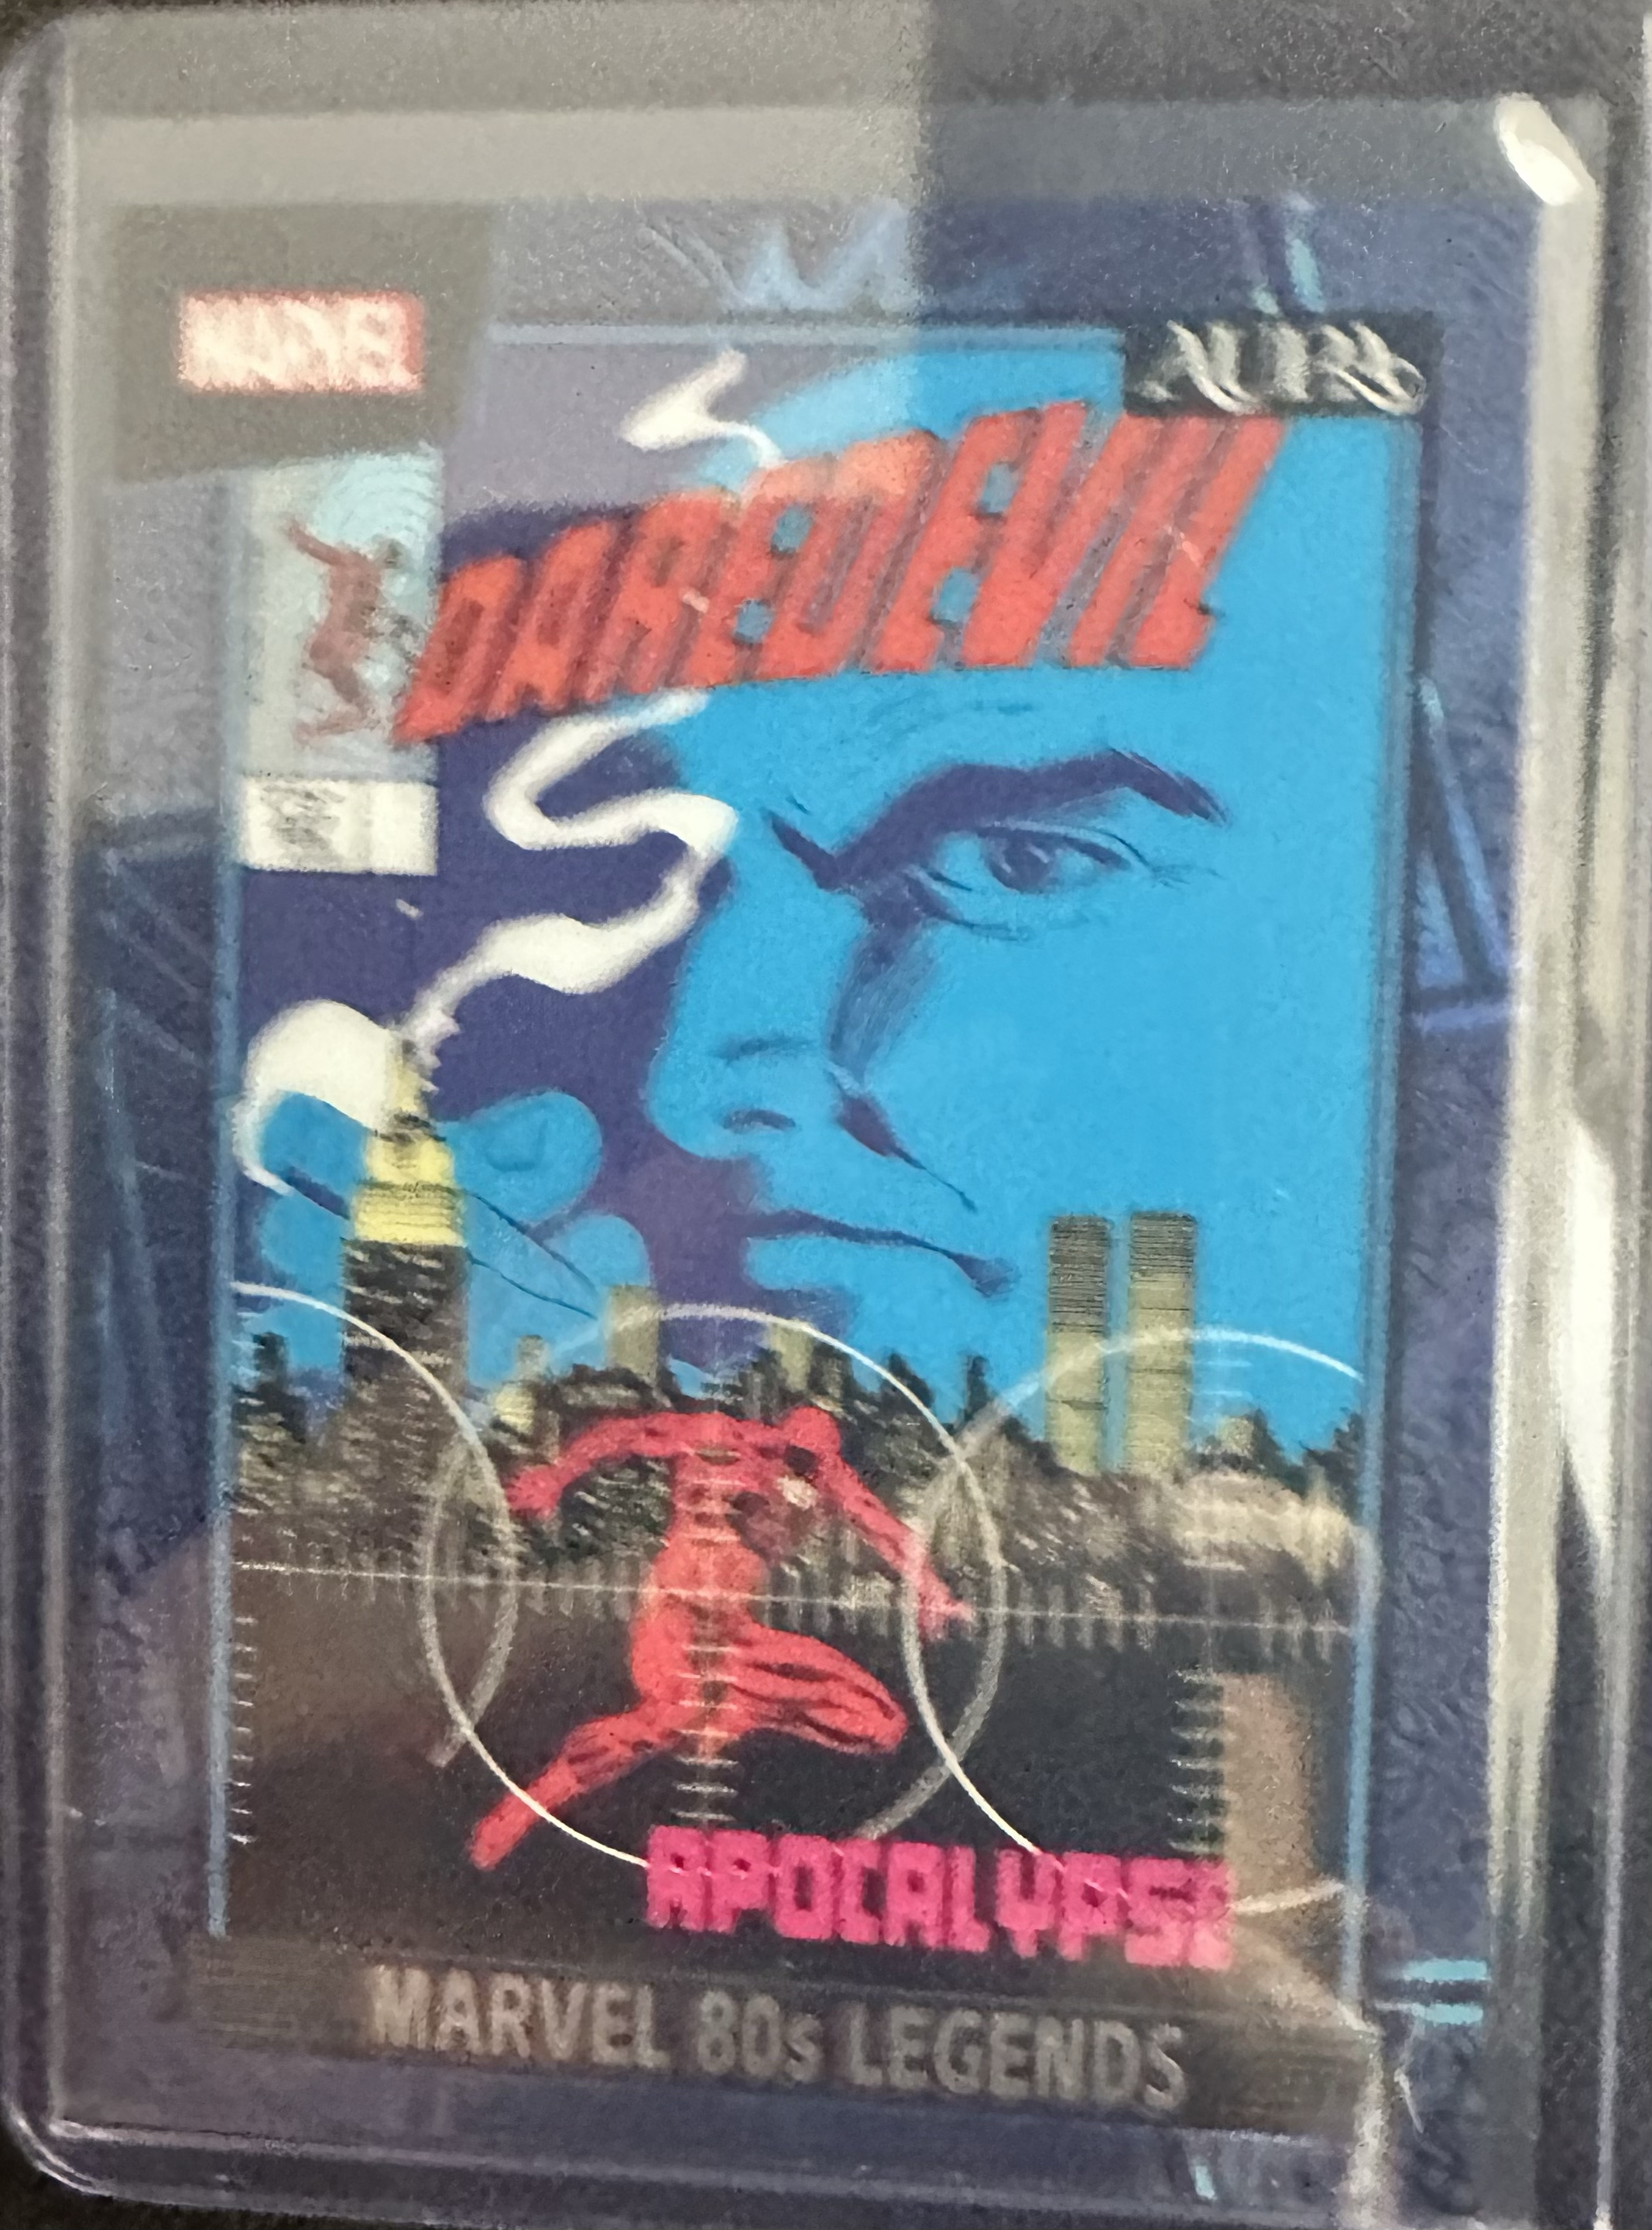 MARVEL
DAREDEVIL
APOCALYPSE
MARVEL 80s LEGENDS